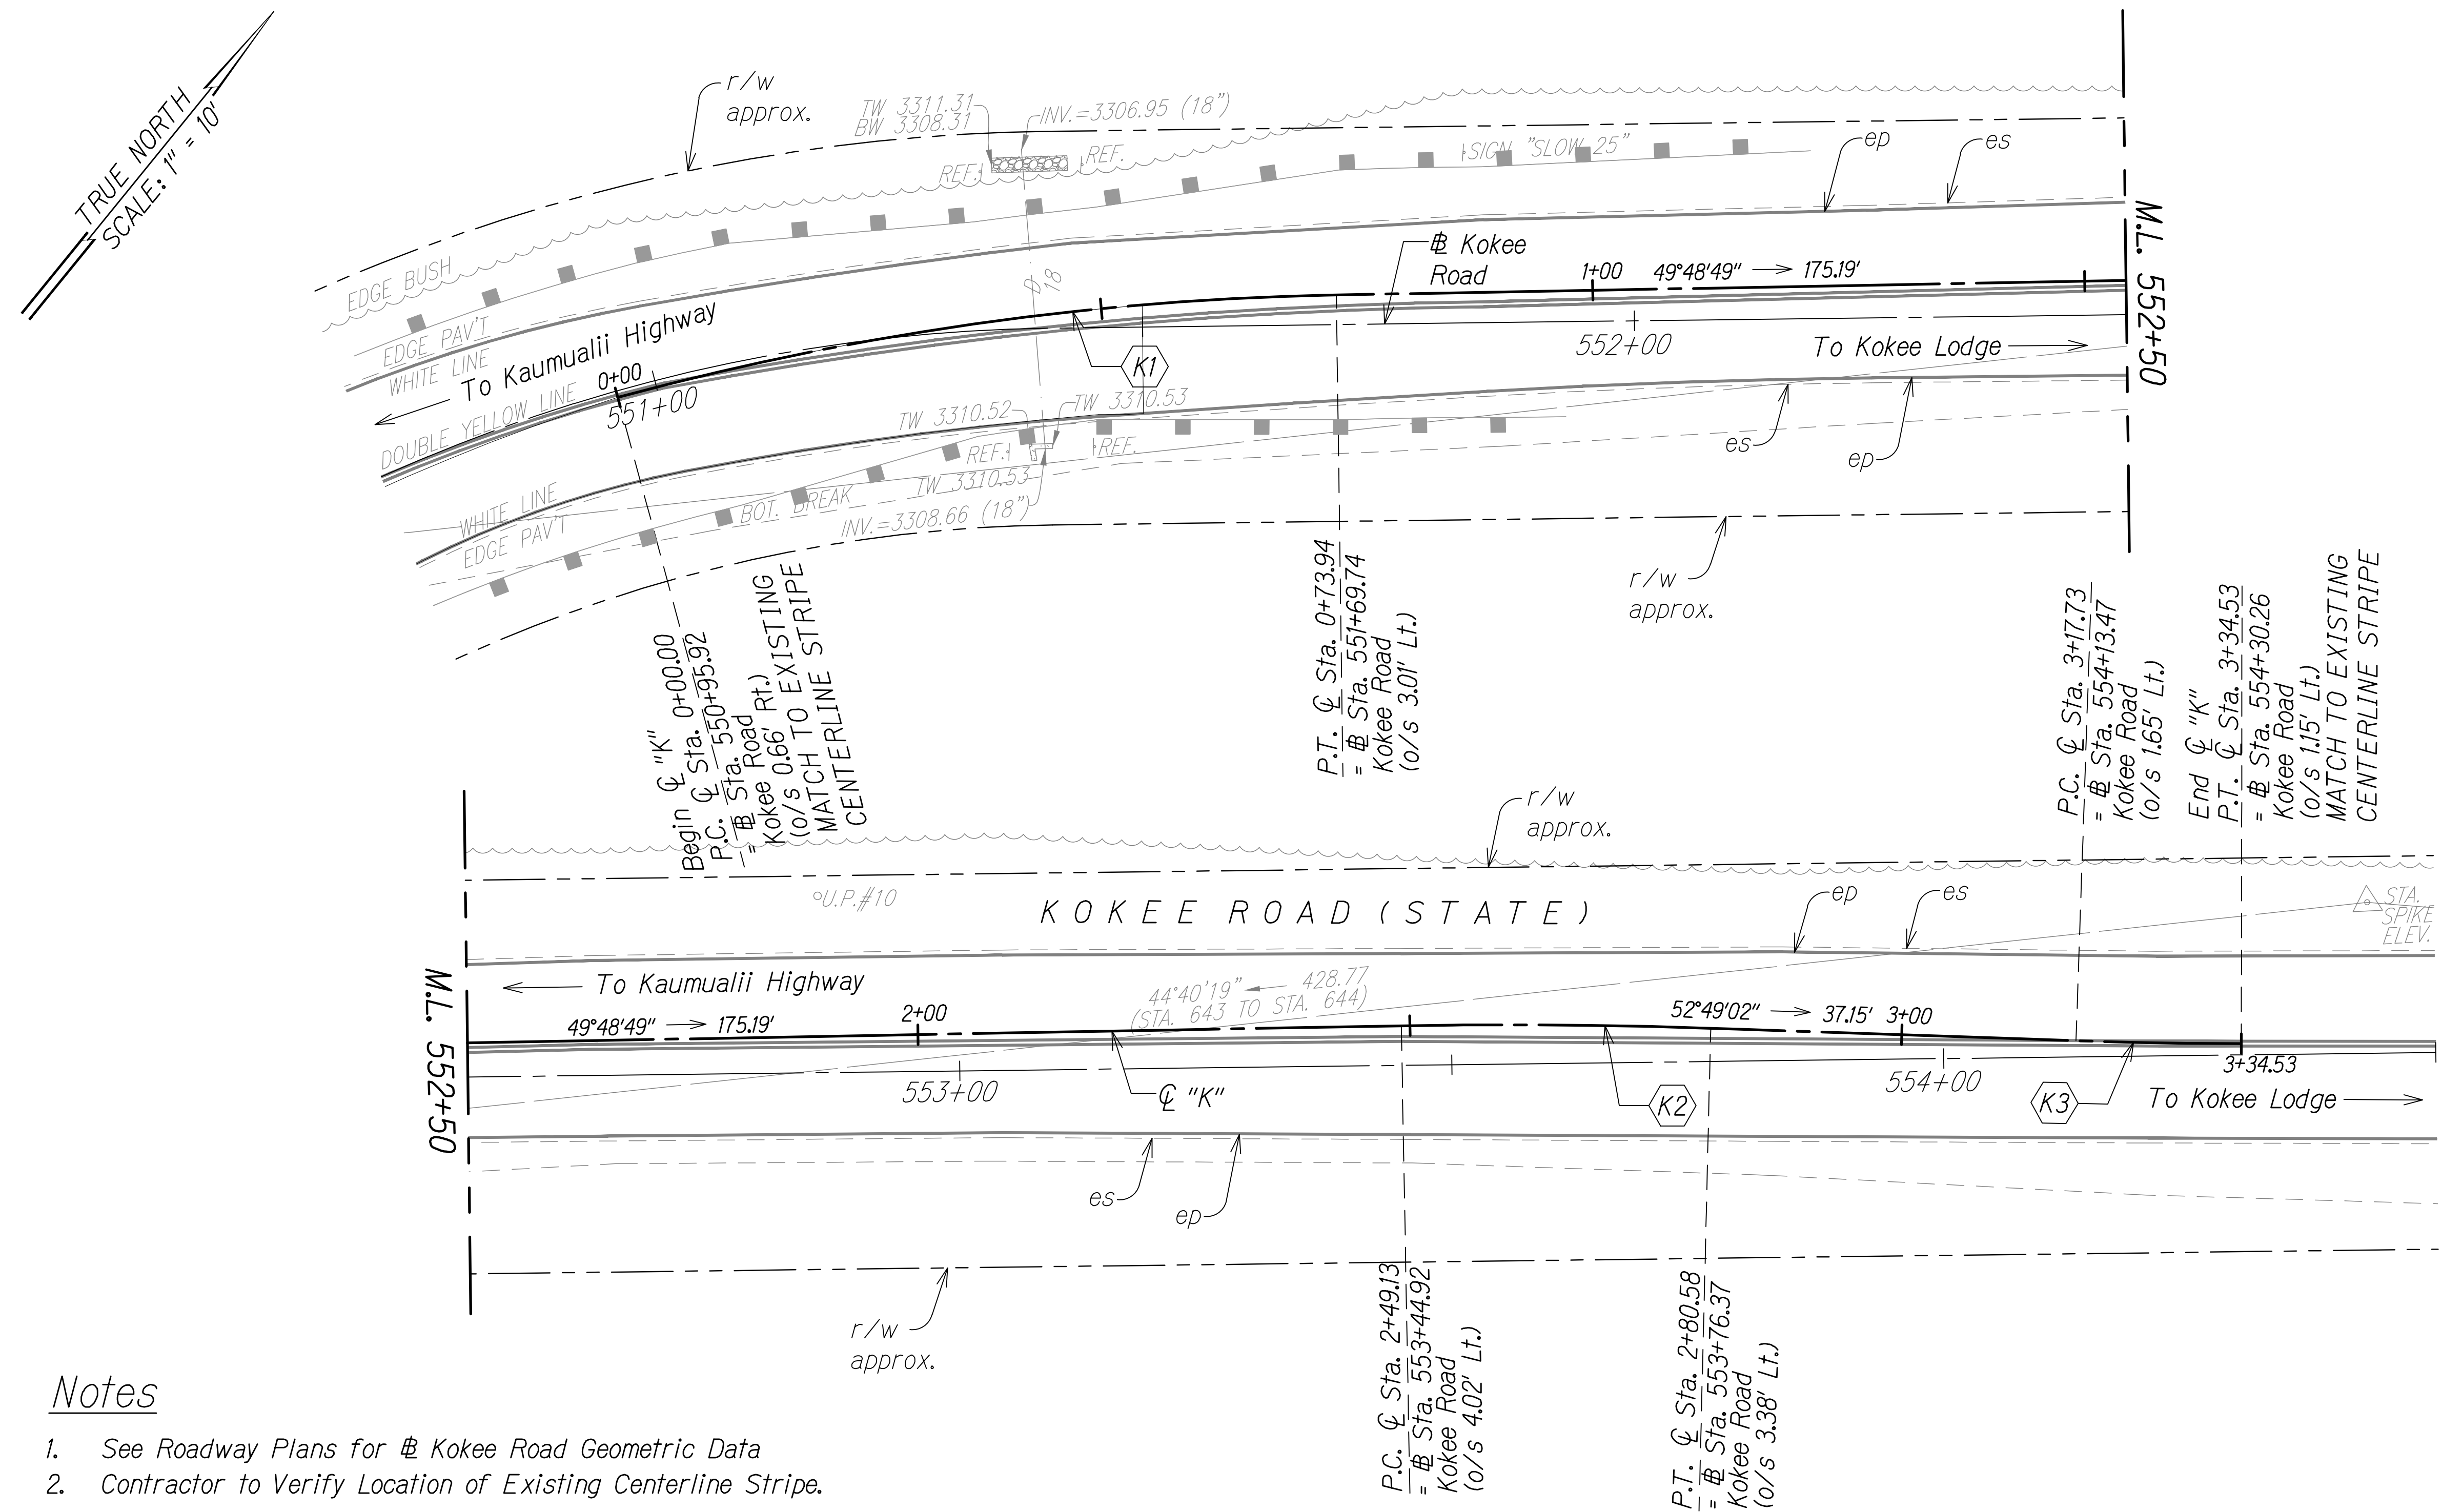 TRUE NORTH
SCALE: 1" = 10'
r/w
approx.
TW 3311.31
BW 3308.31
INV.=3306.95 (18")
REF.
REF.
SIGN "SLOW 25"
ep
es
EDGE BUSH
EDGE PAV'T
WHITE LINE
To Kaumualii Highway
DOUBLE YELLOW LINE
0+00
551+00
D
18
K1
℄ Kokee
Road
1+00
49°48'49" → 175.19'
552+00
To Kokee Lodge
M.L. 552+50
TW 3310.52
TW 3310.53
REF.
REF.
TW 3310.53
INV.=3308.66 (18")
BOT. BREAK
WHITE LINE
EDGE PAV'T
es
ep
r/w
approx.
Begin ℄ "K"
P.C. ℄ Sta. 0+00.00
= B Sta. 550+95.92
Kokee Road
(o/s 0.66' Rt.)
MATCH TO EXISTING
CENTERLINE STRIPE
P.T. ℄ Sta. 0+73.94
= B Sta. 551+69.74
Kokee Road
(o/s 3.01' Lt.)
P.C. ℄ Sta. 3+17.73
= B Sta. 554+13.47
Kokee Road
(o/s 1.65' Lt.)
End ℄ "K"
P.T. ℄ Sta. 3+34.53
= B Sta. 554+30.26
Kokee Road
(o/s 1.15' Lt.)
MATCH TO EXISTING
CENTERLINE STRIPE
r/w
approx.
U.P.#10
KOKEE ROAD (STATE)
ep
es
STA.
SPIKE
ELEV.
M.L. 552+50
To Kaumualii Highway
49°48'49" → 175.19'
2+00
44°40'19" ← 428.77
(STA. 643 TO STA. 644)
52°49'02" → 37.15'
3+00
553+00
℄ "K"
K2
554+00
K3
3+34.53
To Kokee Lodge
es
ep
r/w
approx.
P.C. ℄ Sta. 2+49.13
= B Sta. 553+44.92
Kokee Road
(o/s 4.02' Lt.)
P.T. ℄ Sta. 2+80.58
= B Sta. 553+76.37
Kokee Road
(o/s 3.38' Lt.)
Notes
1. See Roadway Plans for B Kokee Road Geometric Data
2. Contractor to Verify Location of Existing Centerline Stripe.